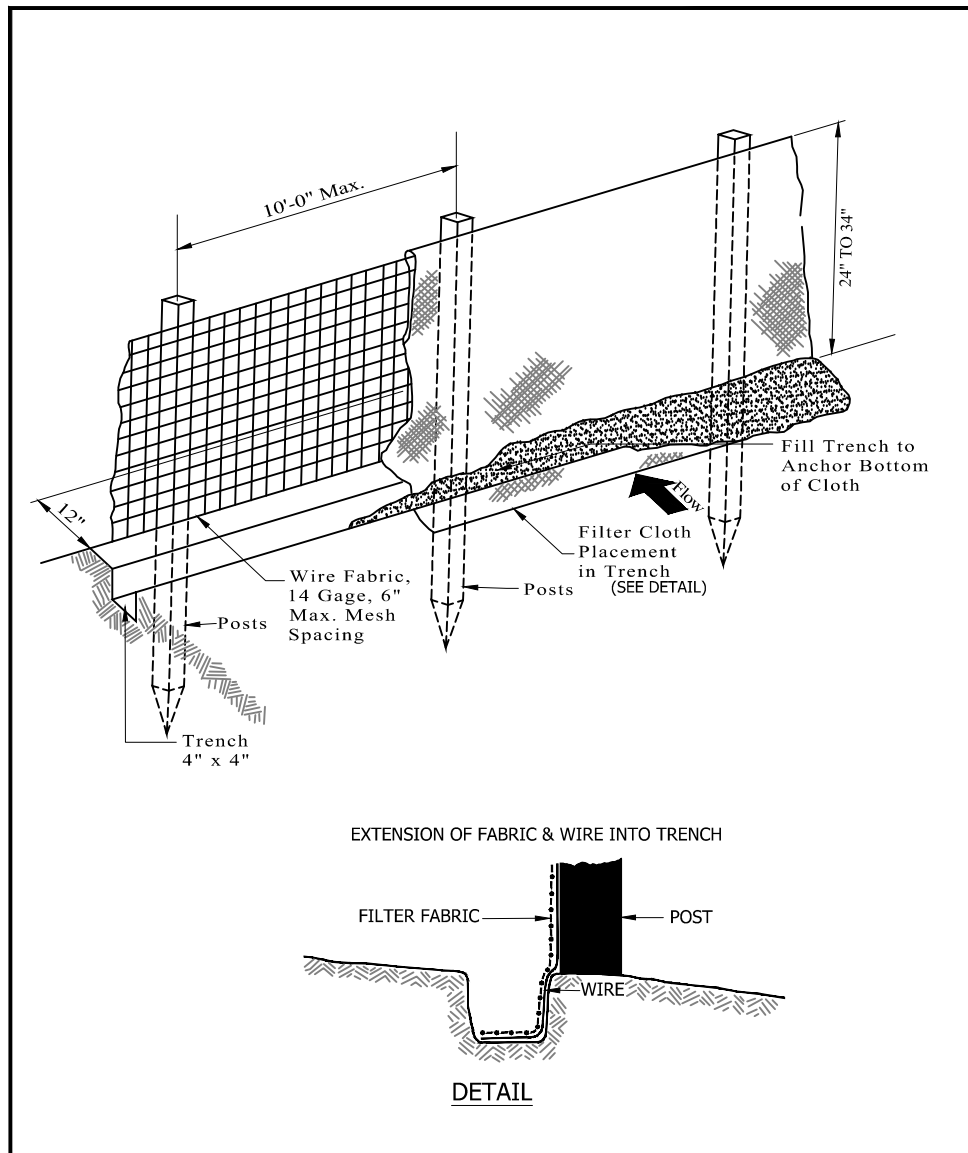 10'-0" Max.
24" TO 34"
12"
Fill Trench to
Anchor Bottom
of Cloth
Flow
Filter Cloth
Placement
in Trench
(SEE DETAIL)
Wire Fabric,
14 Gage, 6"
Max. Mesh
Spacing
Posts
Posts
Trench
4" x 4"
EXTENSION OF FABRIC & WIRE INTO TRENCH
FILTER FABRIC
POST
WIRE
DETAIL